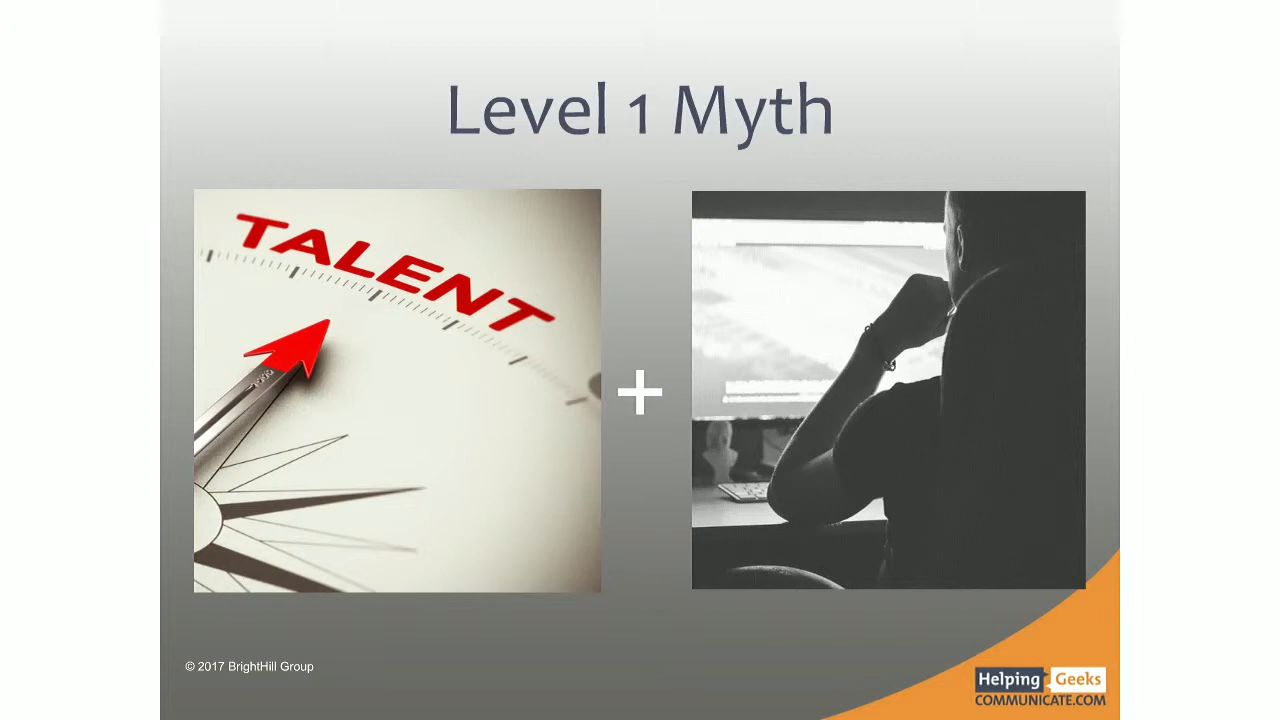 Level 1 Myth
TALENT
+
© 2017 BrightHill Group
Helping Geeks
COMMUNICATE.COM